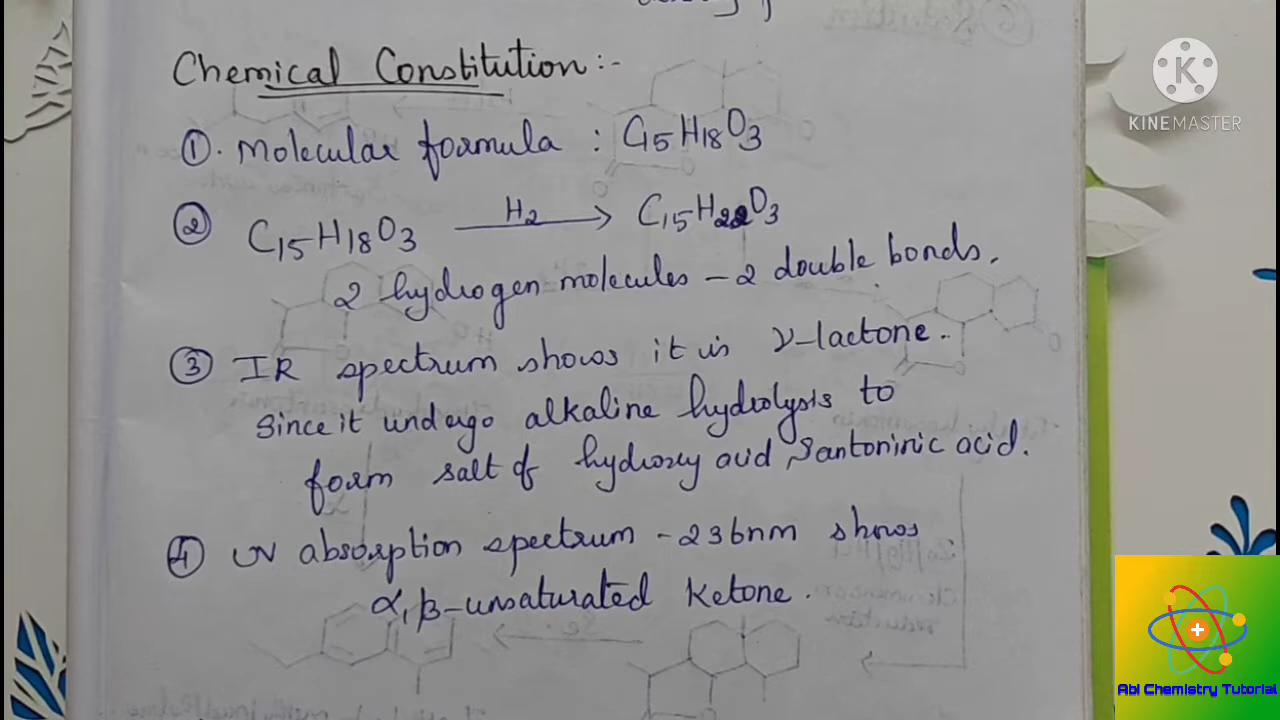 Chemical Constitution :-
①. Molecular formula : C15H18O3
② C15H18O3 H2 → C15H22O3
2 hydrogen molecules - 2 double bonds.
③ IR spectrum shows it is γ-lactone.
Since it undergo alkaline hydrolysis to
form salt of hydroxy acid, Santoninic acid.
④ UV absorption spectrum - 236nm shows
α, β-unsaturated ketone.
KINEMASTER
Abi Chemistry Tutorial